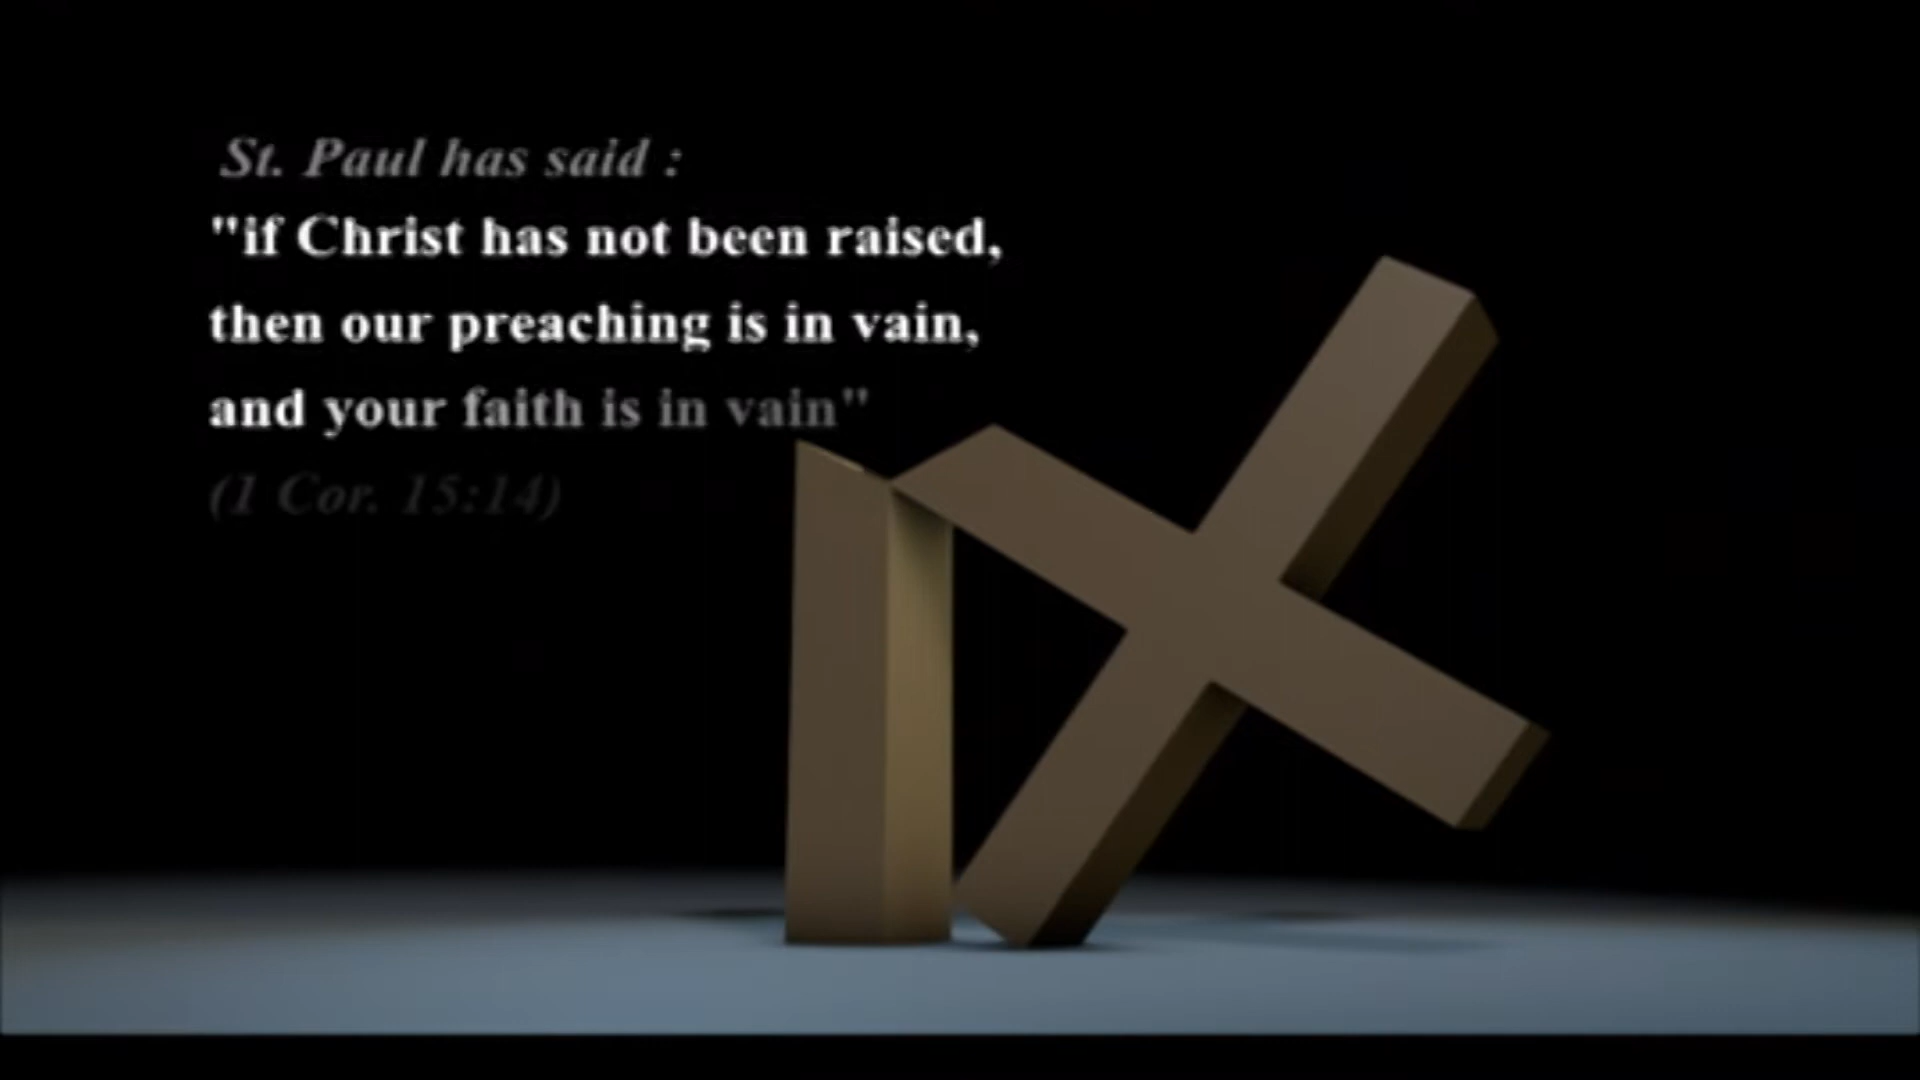 St. Paul has said :
"if Christ has not been raised,
then our preaching is in vain,
and your faith is in vain"
(1 Cor. 15:14)